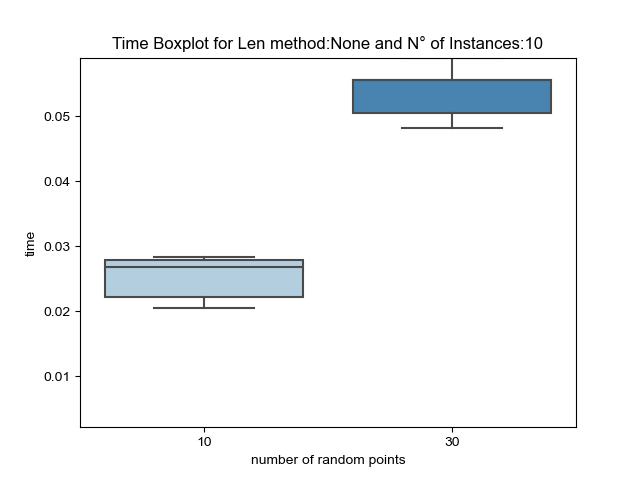 Time Boxplot for Len method:None and N° of Instances:10
0.05
0.04
0.03
0.02
0.01
time
10 30
number of random points